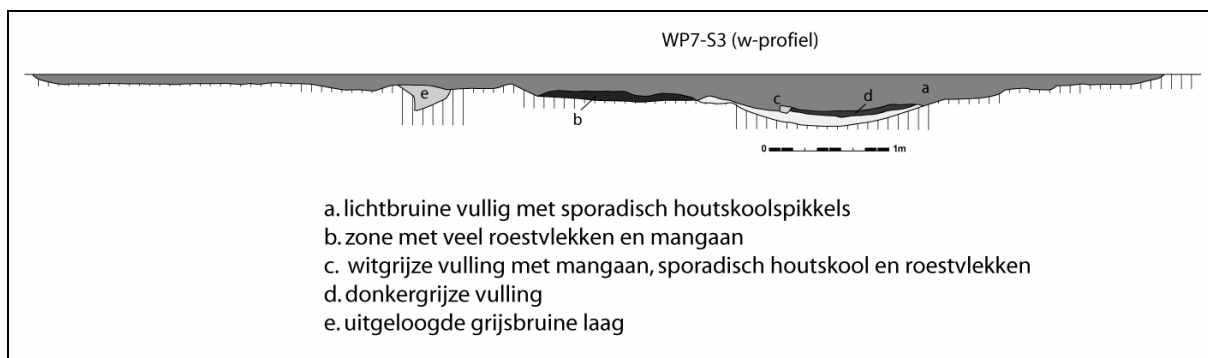 WP7-S3 (w-profiel)
e
c
d
a
b
0 1m
a. lichtbruine vullig met sporadisch houtskoolspikkels
b. zone met veel roestvlekken en mangaan
c. witgrijze vulling met mangaan, sporadisch houtskool en roestvlekken
d. donkergrijze vulling
e. uitgeloogde grijsbruine laag